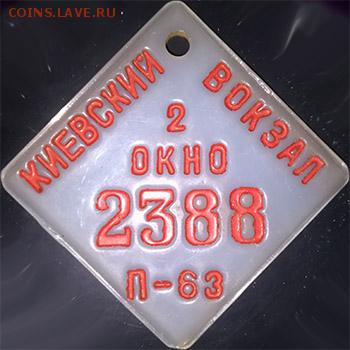 COINS.LAVE.RU
КИЕВСКИЙ ВОКЗАЛ
2
ОКНО
2388
П-63